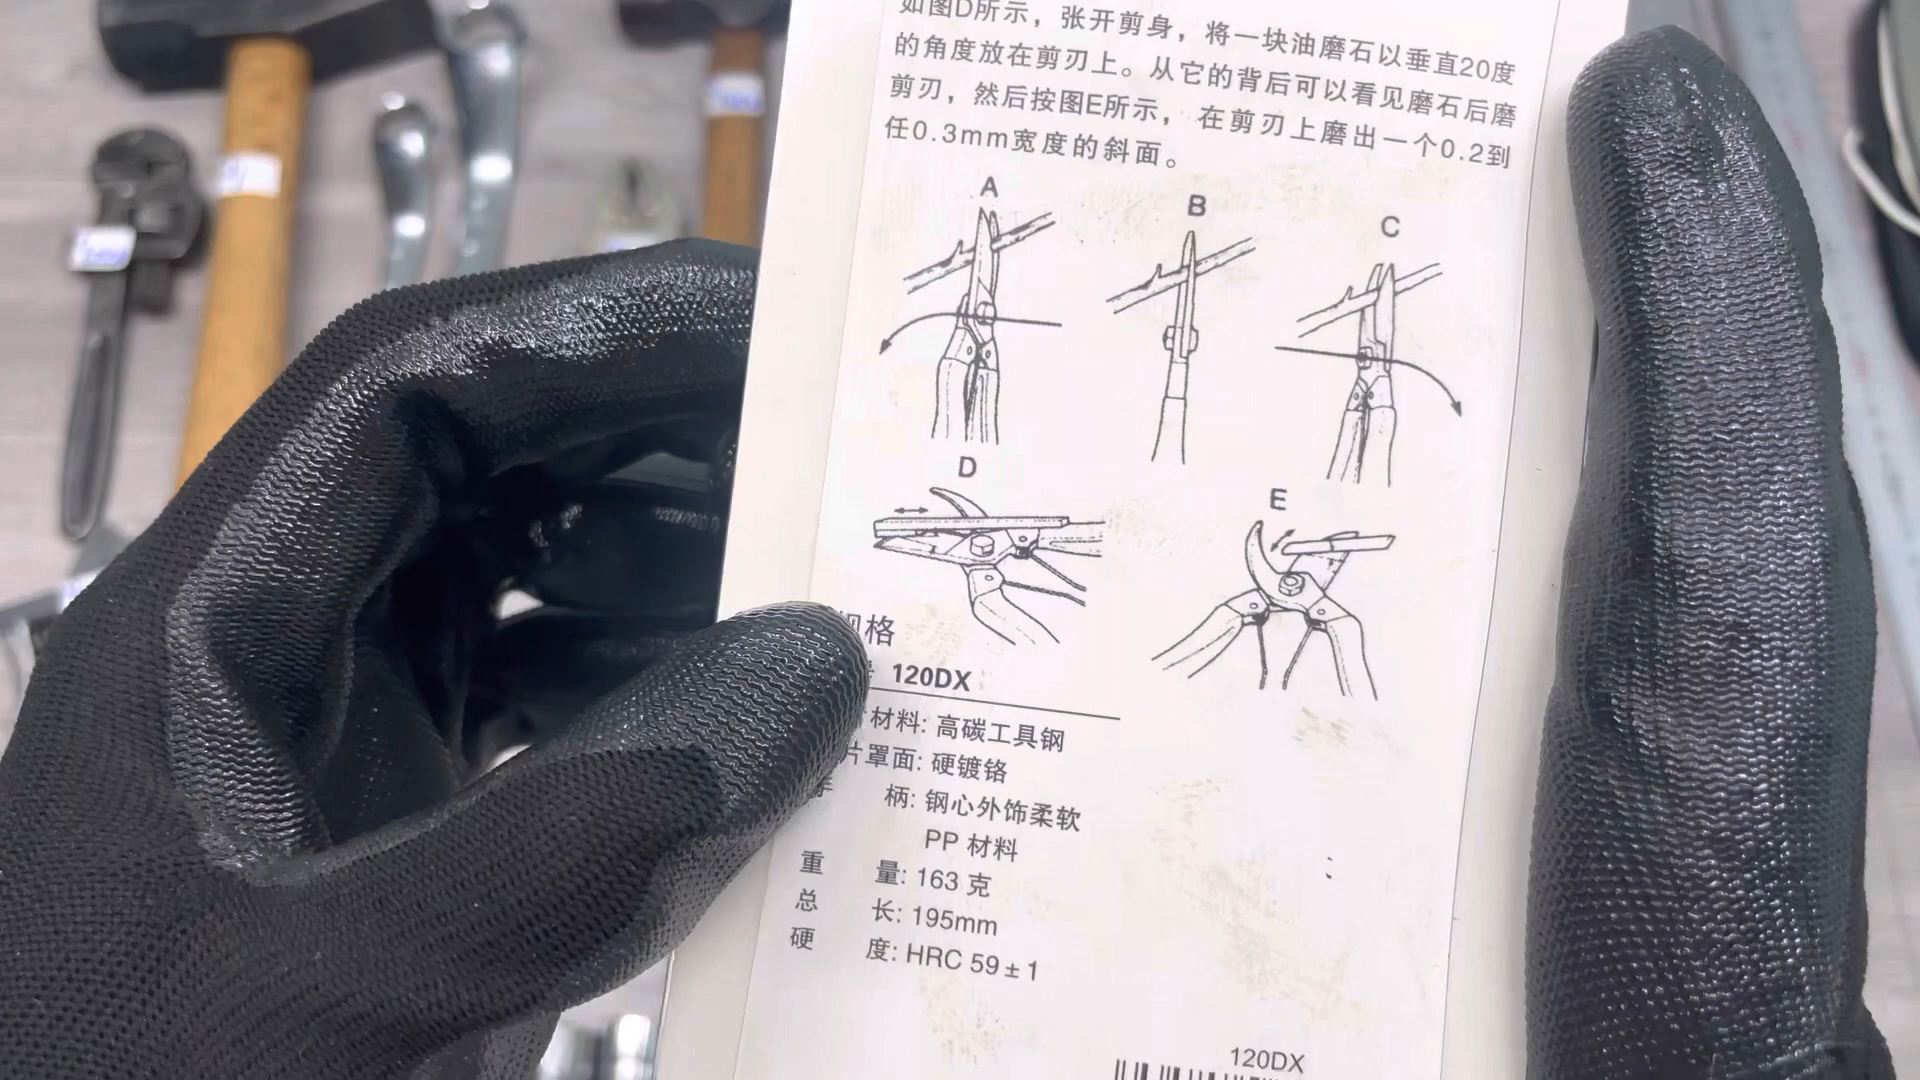 如图D所示，张开剪身，将一块油磨石以垂直20度
的角度放在剪刃上。从它的背后可以看见磨石后磨
剪刃，然后按图E所示，在剪刃上磨出一个0.2到
任0.3mm宽度的斜面。
A
B
C
D
E
规格
120DX
材料: 高碳工具钢
片罩面: 硬镀铬
柄: 钢心外饰柔软
PP 材料
重 量: 163 克
总 长: 195mm
硬 度: HRC 59±1
120DX